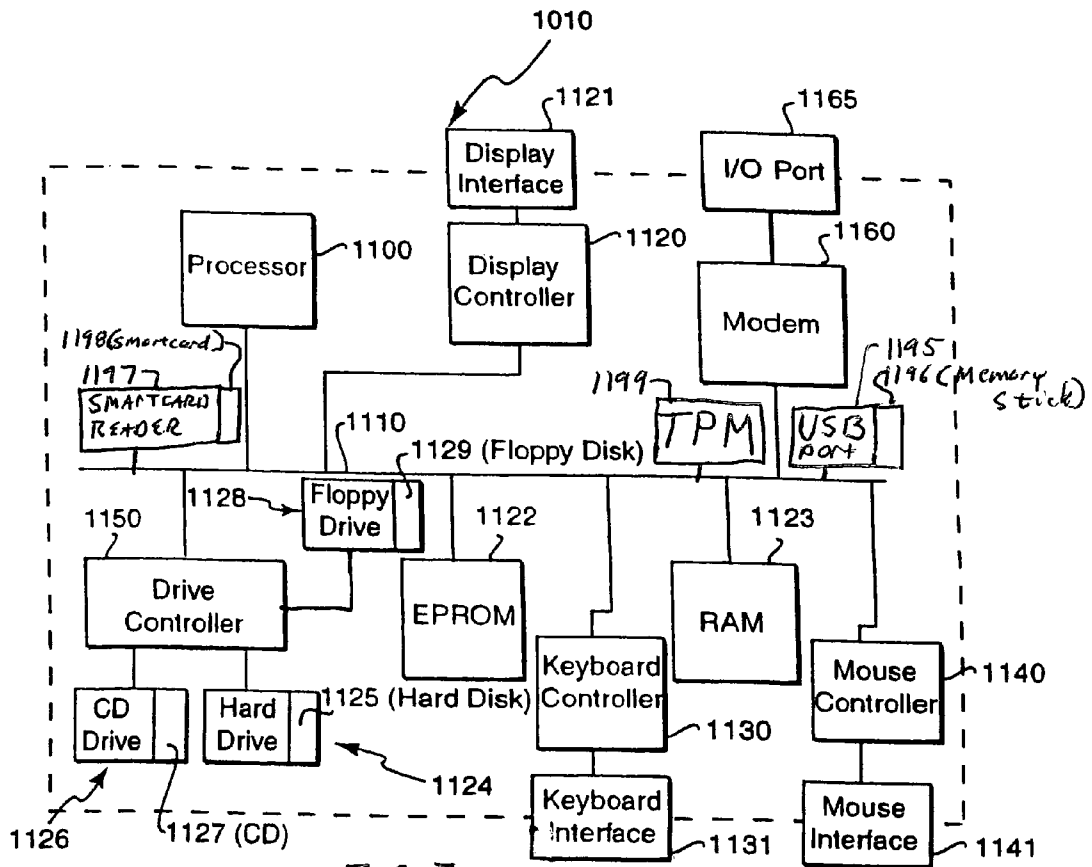 1010
1121
1165
Display
Interface
I/O Port
1100
1120
1160
Processor
Display
Controller
Modem
1198(smartcard)
1197
SMARTCARD
READER
1199
TPM
1195
1196 (Memory
Stick)
USB
port
1110
1129 (Floppy Disk)
1128
Floppy
Drive
1150
1122
1123
Drive
Controller
EPROM
RAM
Keyboard
Controller
1130
Mouse
Controller
1140
CD
Drive
Hard
Drive
1125 (Hard Disk)
1124
1126
1127 (CD)
Keyboard
Interface
1131
Mouse
Interface
1141